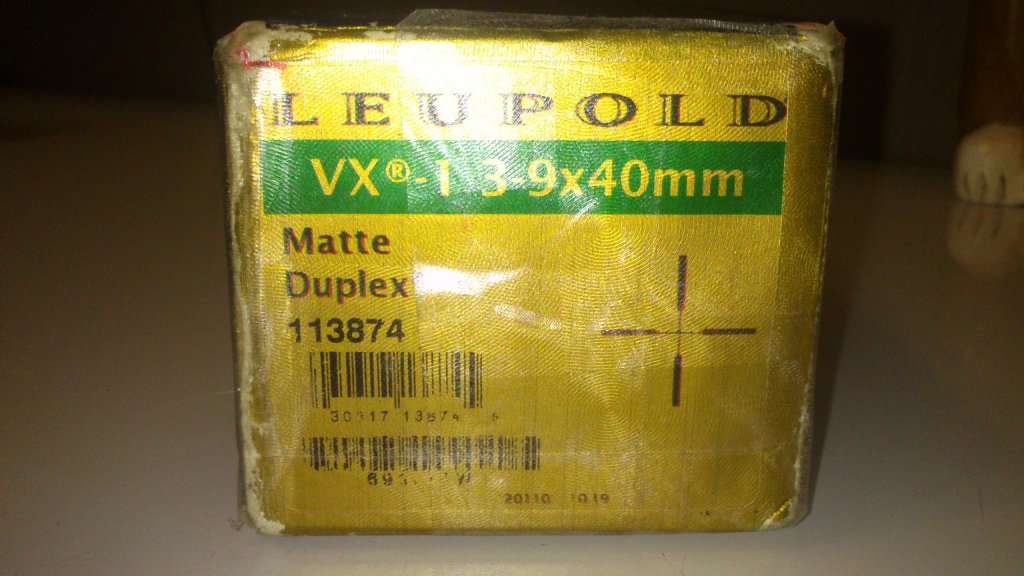 LEUPOLD
VX®-1 3-9x40mm
Matte
Duplex
113874